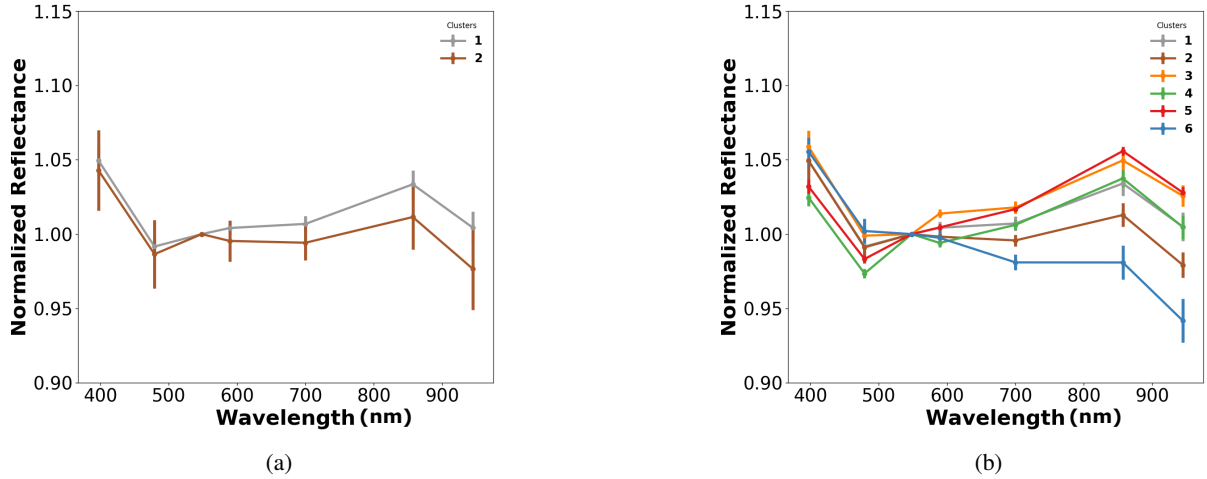 1.15
1.10
1.05
1.00
0.95
0.90
Normalized Reflectance
400 500 600 700 800 900
Wavelength (nm)
Clusters
1
2
(a)
1.15
1.10
1.05
1.00
0.95
0.90
Normalized Reflectance
400 500 600 700 800 900
Wavelength (nm)
Clusters
1
2
3
4
5
6
(b)